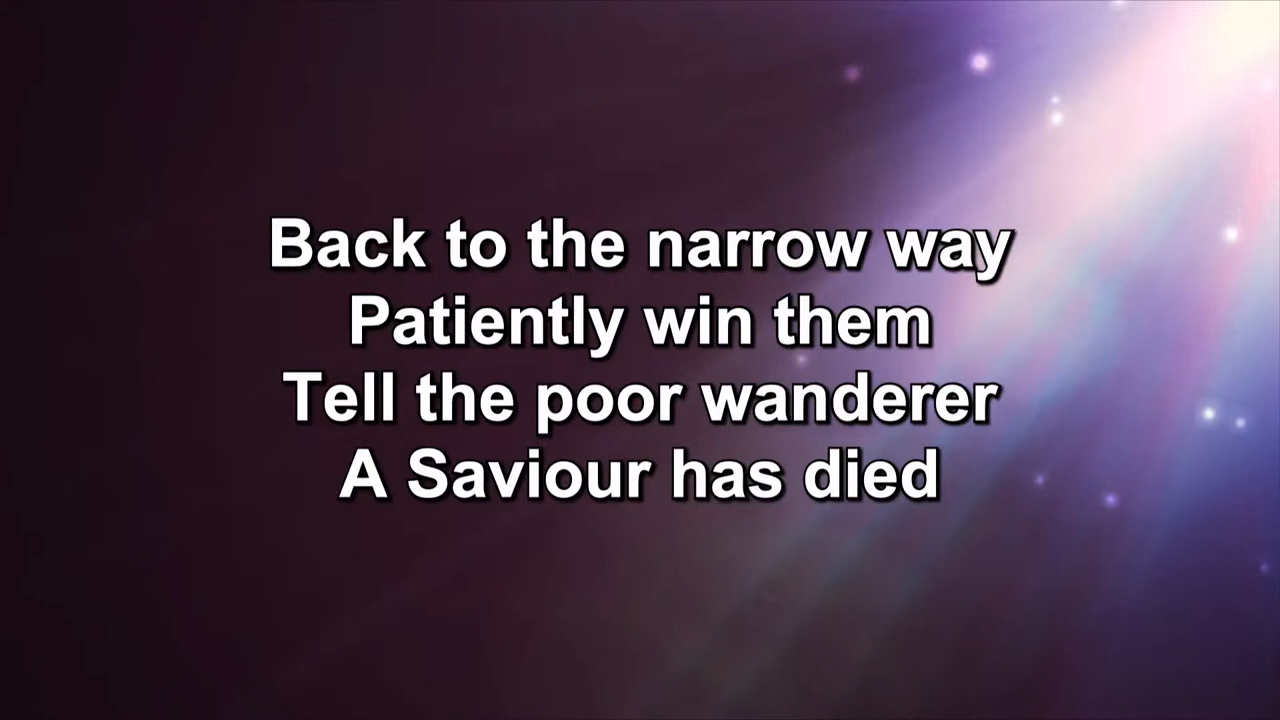 Back to the narrow way
Patiently win them
Tell the poor wanderer
A Saviour has died